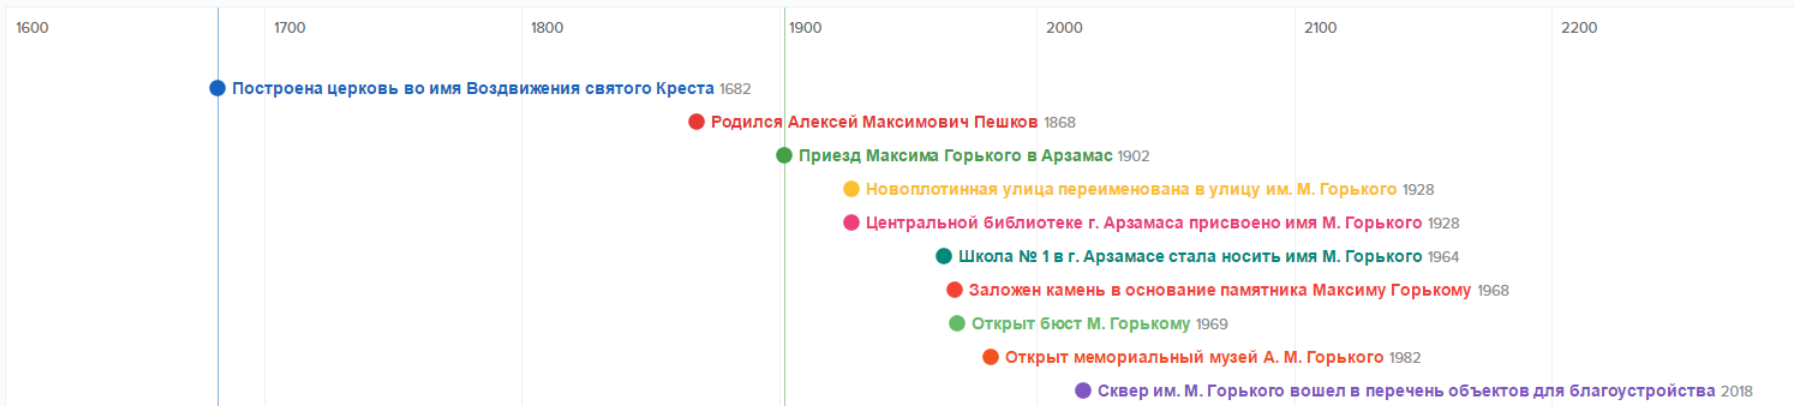 1600 1700 1800 1900 2000 2100 2200
Построена церковь во имя Воздвижения святого Креста 1682
Родился Алексей Максимович Пешков 1868
Приезд Максима Горького в Арзамас 1902
Новоплотинная улица переименована в улицу им. М. Горького 1928
Центральной библиотеке г. Арзамаса присвоено имя М. Горького 1928
Школа № 1 в г. Арзамасе стала носить имя М. Горького 1964
Заложен камень в основание памятника Максиму Горькому 1968
Открыт бюст М. Горькому 1969
Открыт мемориальный музей А. М. Горького 1982
Сквер им. М. Горького вошел в перечень объектов для благоустройства 2018